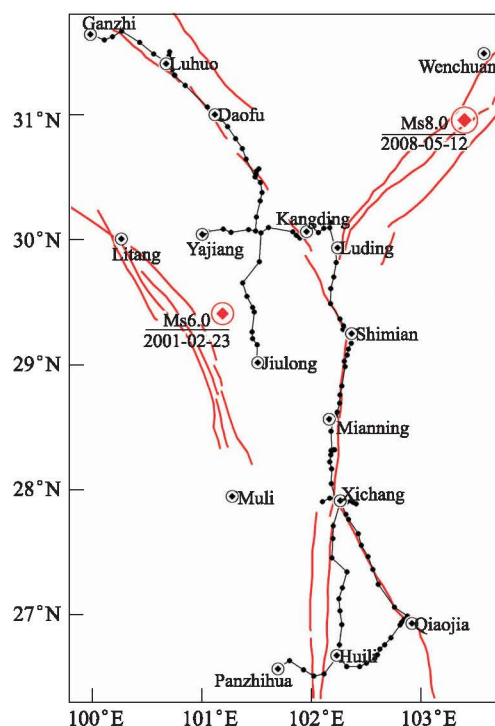 Ganzhi
Luhuo
Wenchuan
31°N
Daofu
Ms8.0
2008-05-12
30°N
Litang
Yajiang
Kangding
Luding
Ms6.0
2001-02-23
Shimian
29°N
Jiulong
Mianning
28°N
Muli
Xichang
27°N
Qiaojia
Panzhihua
Huili
100°E 101°E 102°E 103°E